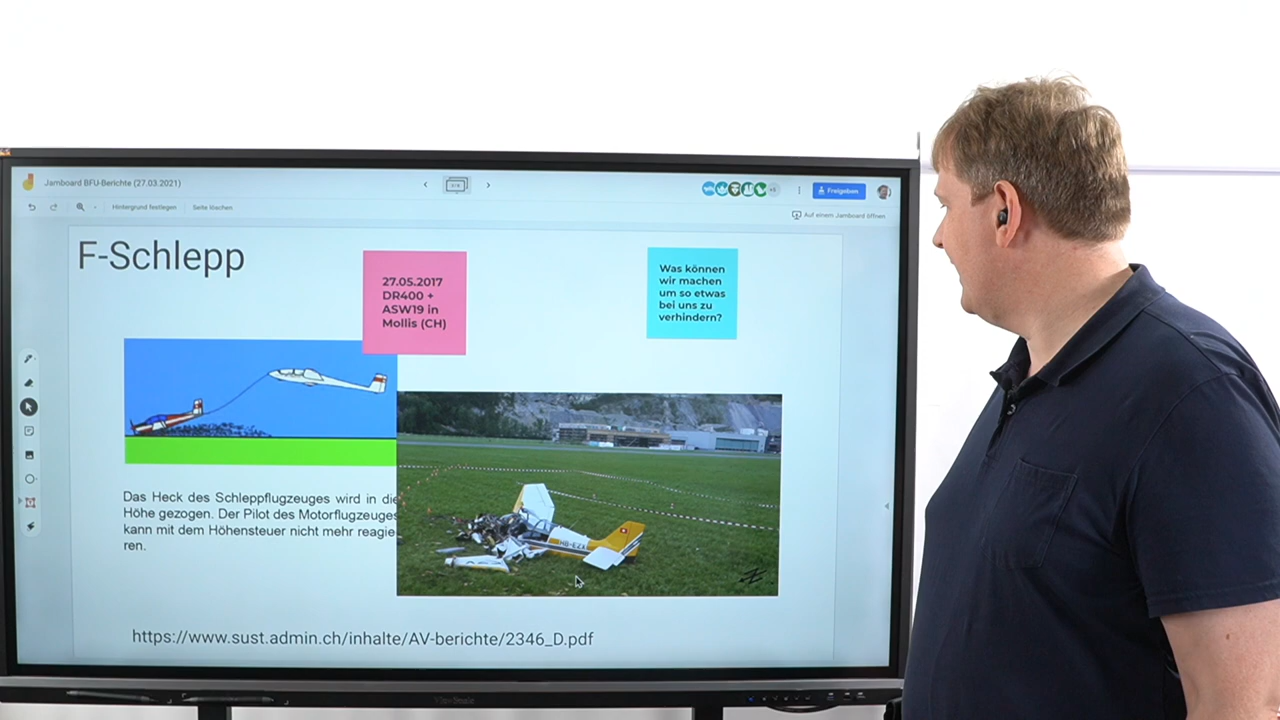 Jamboard BFU-Berichte (27.03.2021)
Freigeben
Hintergrund festlegen
Seite löschen
Auf einem Jamboard öffnen
F-Schlepp
27.05.2017
DR400 +
ASW19 in
Mollis (CH)
Was können
wir machen
um so etwas
bei uns zu
verhindern?
Das Heck des Schleppflugzeuges wird in die
Höhe gezogen. Der Pilot des Motorflugzeuges
kann mit dem Höhensteuer nicht mehr reagie-
ren.
https://www.sust.admin.ch/inhalte/AV-berichte/2346_D.pdf
ViewSonic